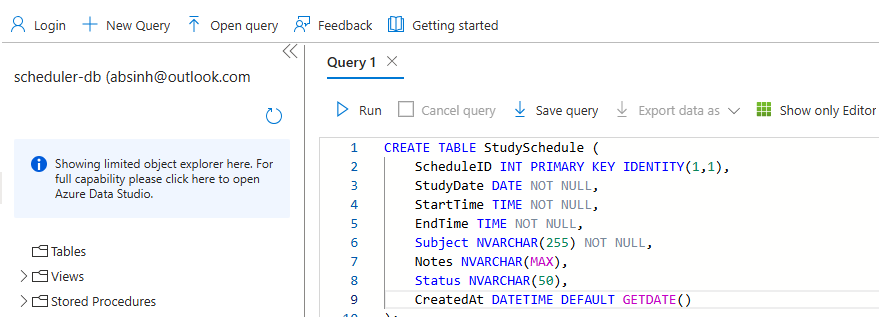 Login New Query Open query Feedback Getting started
scheduler-db (absinh@outlook.com
Showing limited object explorer here. For
full capability please click here to open
Azure Data Studio.
Tables
Views
Stored Procedures
Query 1
Run Cancel query Save query Export data as Show only Editor
1 CREATE TABLE StudySchedule (
2 ScheduleID INT PRIMARY KEY IDENTITY(1,1),
3 StudyDate DATE NOT NULL,
4 StartTime TIME NOT NULL,
5 EndTime TIME NOT NULL,
6 Subject NVARCHAR(255) NOT NULL,
7 Notes NVARCHAR(MAX),
8 Status NVARCHAR(50),
9 CreatedAt DATETIME DEFAULT GETDATE()
10 );